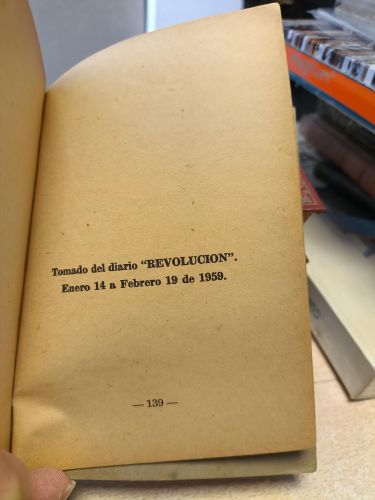 Tomado del diario "REVOLUCION".
Enero 14 a Febrero 19 de 1959.
— 139 —